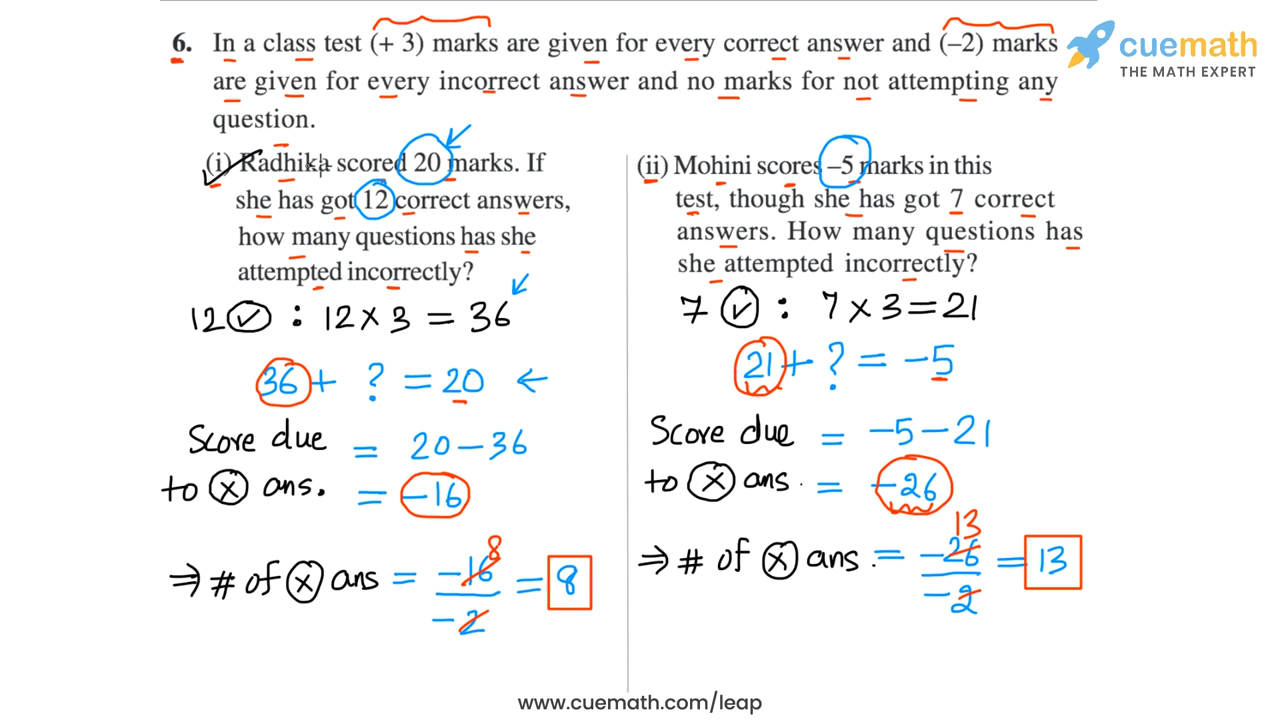 6. In a class test (+ 3) marks are given for every correct answer and (–2) marks
are given for every incorrect answer and no marks for not attempting any
question.
cuemath
THE MATH EXPERT
(i) Radhika scored 20 marks. If
she has got 12 correct answers,
how many questions has she
attempted incorrectly?
12 ✓ : 12 × 3 = 36
36 + ? = 20 ←
Score due = 20 – 36
to ⓧ ans. = –16
⇒ # of ⓧ ans = –16/–2 = 8
8
(ii) Mohini scores –5 marks in this
test, though she has got 7 correct
answers. How many questions has
she attempted incorrectly?
7 ✓ : 7 × 3 = 21
21 + ? = –5
Score due = –5 – 21
to ⓧ ans. = –26
13
⇒ # of ⓧ ans. = –26/–2 = 13
www.cuemath.com/leap